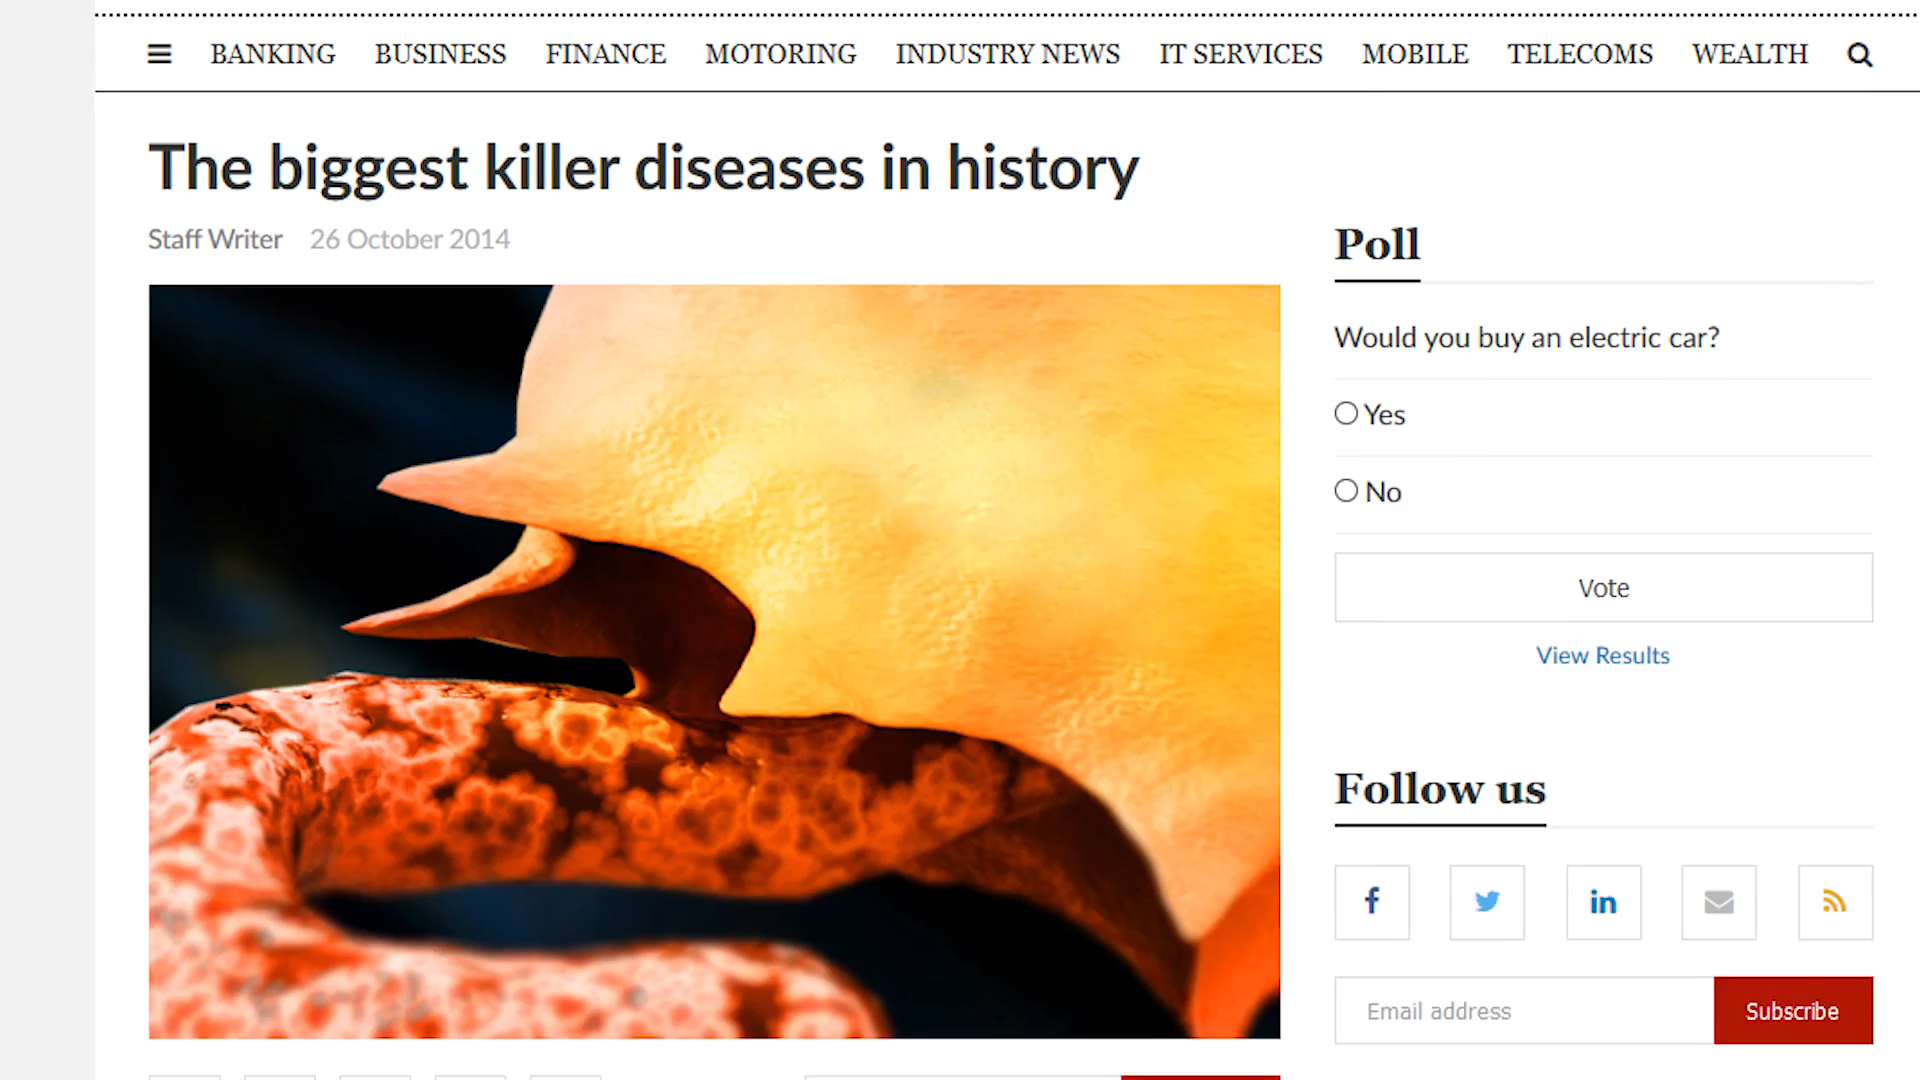 BANKING BUSINESS FINANCE MOTORING INDUSTRY NEWS IT SERVICES MOBILE TELECOMS WEALTH
The biggest killer diseases in history
Staff Writer 26 October 2014
Poll
Would you buy an electric car?
Yes
No
Vote
View Results
Follow us
Email address Subscribe